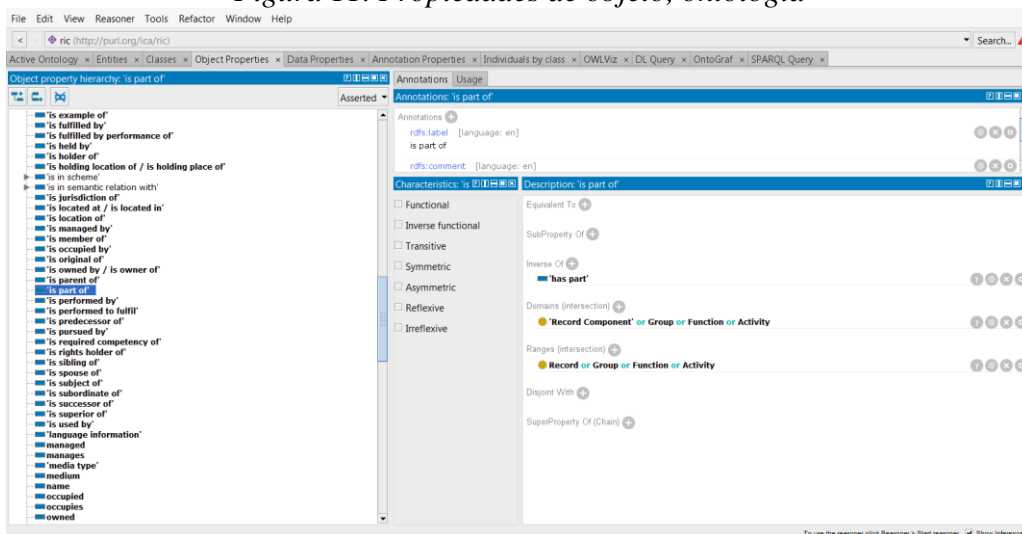 Figura 11. Propiedades de objeto, ontología
File Edit View Reasoner Tools Refactor Window Help
< ric (http://purl.org/ica/ric) Search...
Active Ontology × Entities × Classes × Object Properties × Data Properties × Annotation Properties × Individuals by class × OWLViz × DL Query × OntoGraf × SPARQL Query ×
Object property hierarchy: 'is part of'
Asserted
'is example of'
'is fulfilled by'
'is fulfilled by performance of'
'is held by'
'is holder of'
'is holding location of / is holding place of'
'is in scheme'
'is in semantic relation with'
'is jurisdiction of'
'is located at / is located in'
'is location of'
'is managed by'
'is member of'
'is occupied by'
'is original of'
'is owned by / is owner of'
'is parent of'
'is part of'
'is performed by'
'is performed to fulfil'
'is predecessor of'
'is pursued by'
'is required competency of'
'is rights holder of'
'is sibling of'
'is spouse of'
'is subject of'
'is subordinate of'
'is successor of'
'is superior of'
'is used by'
'language information'
managed
manages
'media type'
medium
name
occupied
occupies
owned
Annotations Usage
Annotations: 'is part of'
Annotations
rdfs:label [language: en]
is part of
rdfs:comment [language: en]
Characteristics: 'is
Functional
Inverse functional
Transitive
Symmetric
Asymmetric
Reflexive
Irreflexive
Description: 'is part of'
Equivalent To
SubProperty Of
Inverse Of
'has part'
Domains (intersection)
'Record Component' or Group or Function or Activity
Ranges (intersection)
Record or Group or Function or Activity
Disjoint With
SuperProperty Of (Chain)
To use the reasoner click Reasoner > Start reasoner Show Inferences